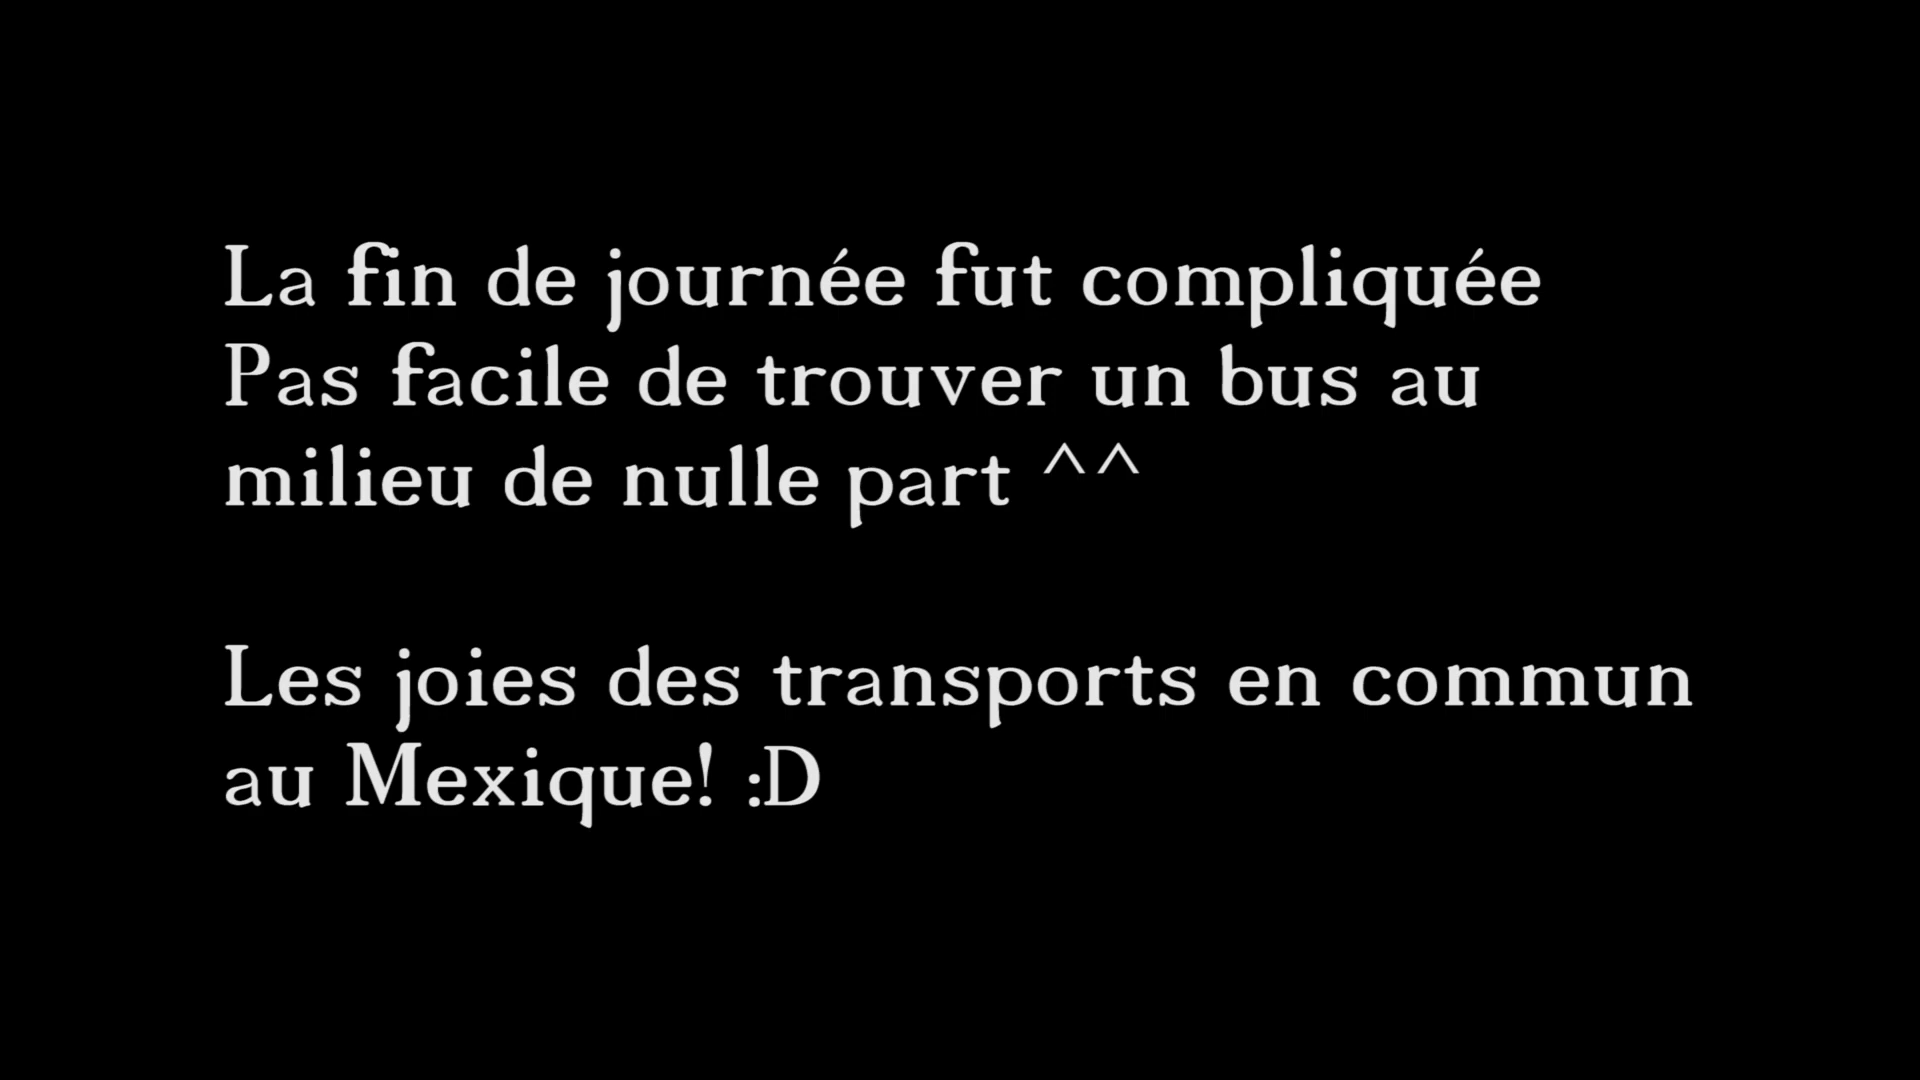 La fin de journée fut compliquée
Pas facile de trouver un bus au
milieu de nulle part ^^
Les joies des transports en commun
au Mexique! :D